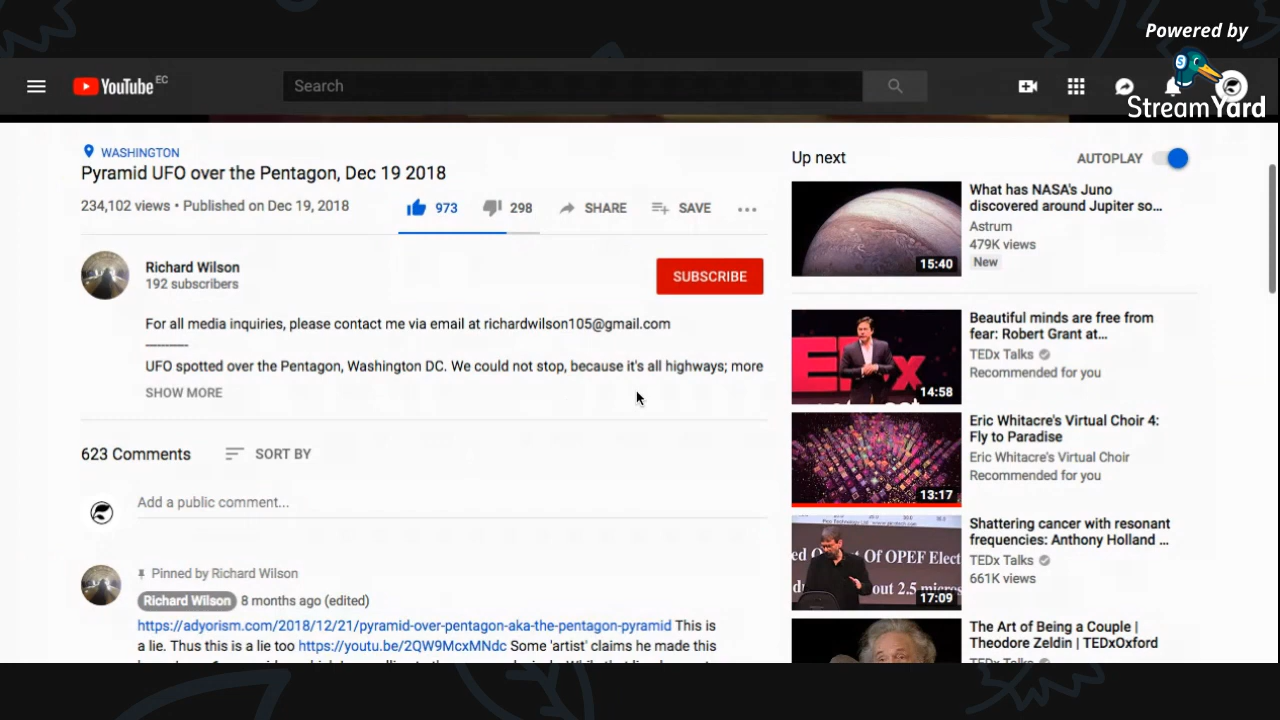 Powered by
StreamYard
YouTube EC
Search
WASHINGTON
Pyramid UFO over the Pentagon, Dec 19 2018
234,102 views • Published on Dec 19, 2018
973
298
SHARE
SAVE
Richard Wilson
192 subscribers
SUBSCRIBE
For all media inquiries, please contact me via email at richardwilson105@gmail.com
----------
UFO spotted over the Pentagon, Washington DC. We could not stop, because it's all highways; more
SHOW MORE
623 Comments
SORT BY
Add a public comment...
Pinned by Richard Wilson
Richard Wilson 8 months ago (edited)
https://adyorism.com/2018/12/21/pyramid-over-pentagon-aka-the-pentagon-pyramid This is
a lie. Thus this is a lie too https://youtu.be/2QW9McxMNdc Some 'artist' claims he made this
Up next
AUTOPLAY
What has NASA's Juno
discovered around Jupiter so...
Astrum
479K views
New
15:40
Beautiful minds are free from
fear: Robert Grant at...
TEDx Talks
Recommended for you
14:58
Eric Whitacre's Virtual Choir 4:
Fly to Paradise
Eric Whitacre's Virtual Choir
Recommended for you
13:17
Shattering cancer with resonant
frequencies: Anthony Holland ...
TEDx Talks
661K views
Of OPEF Elect
out 2.5 micros
17:09
The Art of Being a Couple |
Theodore Zeldin | TEDxOxford
TEDx Talks